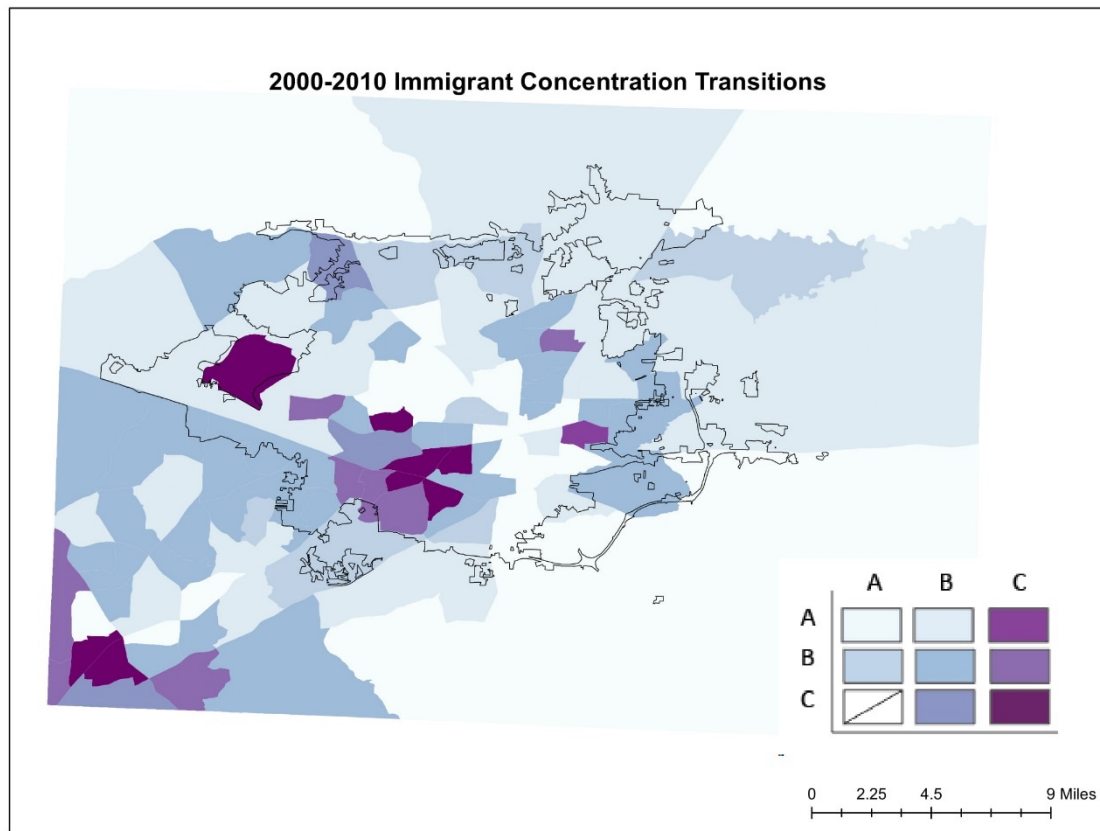 2000-2010 Immigrant Concentration Transitions
A B C
A
B
C
0 2.25 4.5 9 Miles